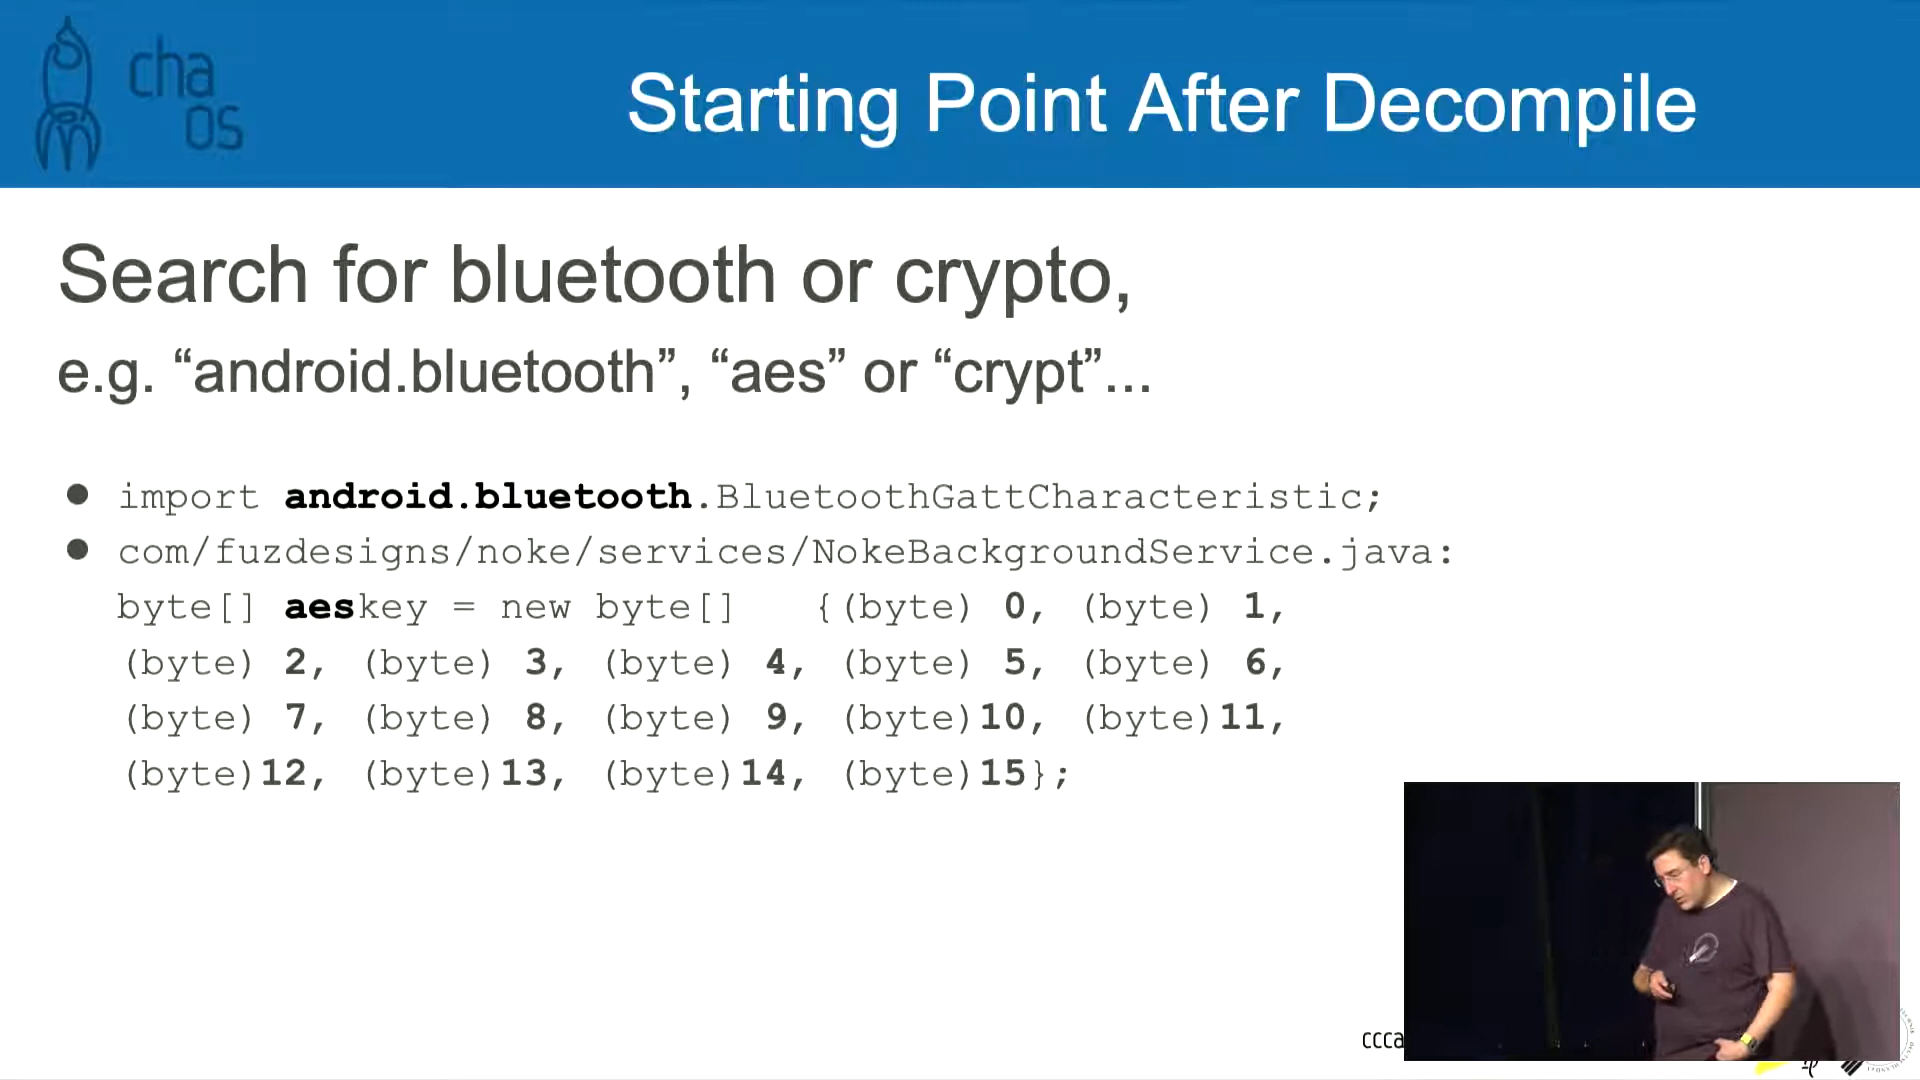 cha
os
Starting Point After Decompile
Search for bluetooth or crypto,
e.g. “android.bluetooth”, “aes” or “crypt”...
● import android.bluetooth.BluetoothGattCharacteristic;
● com/fuzdesigns/noke/services/NokeBackgroundService.java:
byte[] aeskey = new byte[] {(byte) 0, (byte) 1,
(byte) 2, (byte) 3, (byte) 4, (byte) 5, (byte) 6,
(byte) 7, (byte) 8, (byte) 9, (byte)10, (byte)11,
(byte)12, (byte)13, (byte)14, (byte)15};
ccca